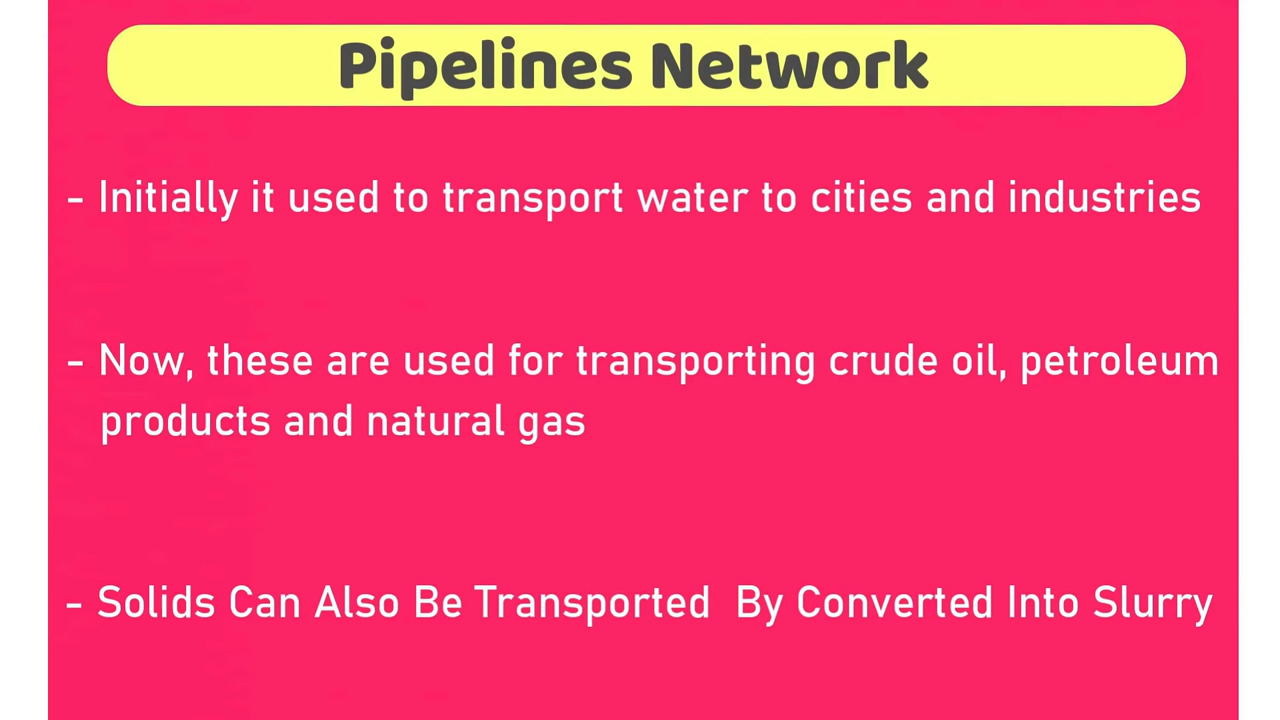 Pipelines Network
- Initially it used to transport water to cities and industries
- Now, these are used for transporting crude oil, petroleum
products and natural gas
- Solids Can Also Be Transported  By Converted Into Slurry